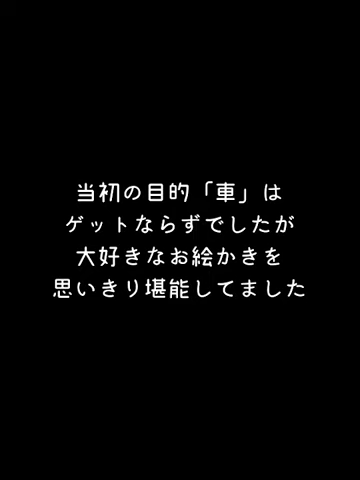 当初の目的「車」は
ゲットならずでしたが
大好きなお絵かきを
思いきり堪能してました